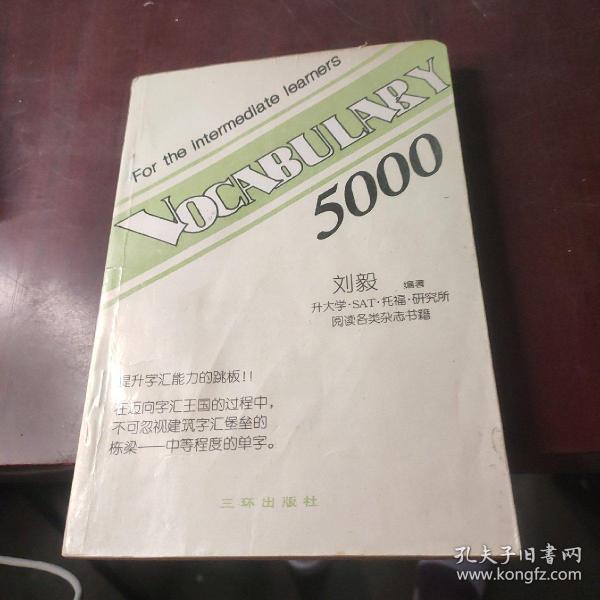 For the intermediate learners
VOCABULARY
5000
刘毅 编著
升大学·SAT·托福·研究所
阅读各类杂志书籍
提升字汇能力的跳板!!
在迈向字汇王国的过程中,
不可忽视建筑字汇堡垒的
栋梁——中等程度的单字。
三环出版社
孔夫子旧书网
www.kongfz.com